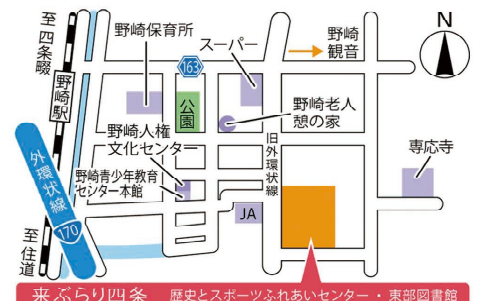 至四条畷
野崎保育所
スーパー
野崎観音
N
163
野崎駅
公園
野崎老人憩の家
野崎人権文化センター
旧外環状線
専応寺
外環状線
170
野崎青少年教育センター本館
JA
至住道
来ぶらり四条 歴史とスポーツふれあいセンター・東部図書館